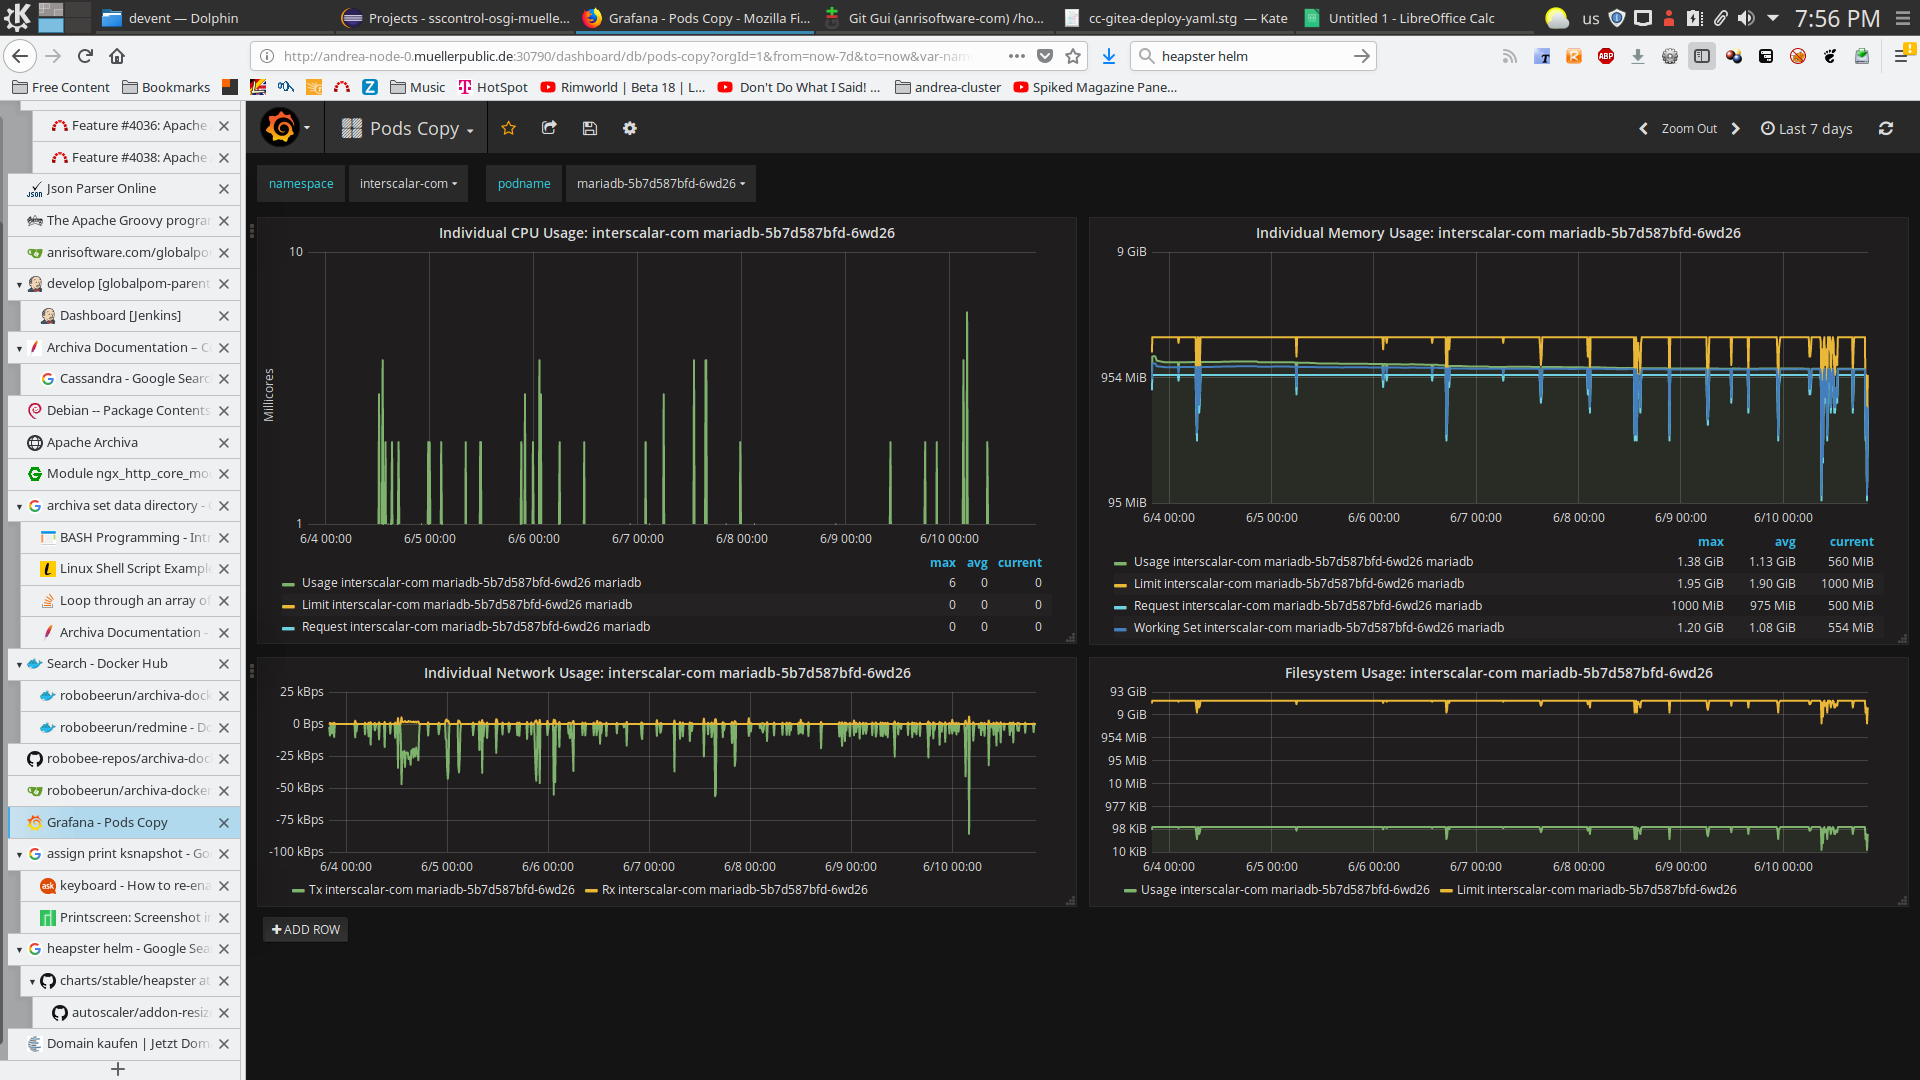 devent — Dolphin
Projects - sscontrol-osgi-muelle...
Grafana - Pods Copy - Mozilla Fi...
Git Gui (anrisoftware-com) /ho...
cc-gitea-deploy-yaml.stg — Kate
Untitled 1 - LibreOffice Calc
us
7:56 PM
http://andrea-node-0.muellerpublic.de:30790/dashboard/db/pods-copy?orgId=1&from=now-7d&to=now&var-nam
heapster helm
Free Content
Bookmarks
Music
HotSpot
Rimworld | Beta 18 | L...
Don't Do What I Said! ...
andrea-cluster
Spiked Magazine Pane...
Feature #4036: Apache
Feature #4038: Apache
Json Parser Online
The Apache Groovy progra
anrisoftware.com/globalpo
develop [globalpom-parent
Dashboard [Jenkins]
Archiva Documentation – C
Cassandra - Google Searc
Debian -- Package Contents
Apache Archiva
Module ngx_http_core_mo
archiva set data directory -
BASH Programming - Int
Linux Shell Script Example
Loop through an array of
Archiva Documentation -
Search - Docker Hub
robobeerun/archiva-dock
robobeerun/redmine - Do
robobee-repos/archiva-doc
robobeerun/archiva-docker
Grafana - Pods Copy
assign print ksnapshot - Go
keyboard - How to re-ena
Printscreen: Screenshot i
heapster helm - Google Sea
charts/stable/heapster at
autoscaler/addon-resiz
Domain kaufen | Jetzt Dom
Pods Copy
Zoom Out
Last 7 days
namespace
interscalar-com
podname
mariadb-5b7d587bfd-6wd26
Individual CPU Usage: interscalar-com mariadb-5b7d587bfd-6wd26
10
Millicores
1
6/4 00:00 6/5 00:00 6/6 00:00 6/7 00:00 6/8 00:00 6/9 00:00 6/10 00:00
max avg current
Usage interscalar-com mariadb-5b7d587bfd-6wd26 mariadb 6 0 0
Limit interscalar-com mariadb-5b7d587bfd-6wd26 mariadb 0 0 0
Request interscalar-com mariadb-5b7d587bfd-6wd26 mariadb 0 0 0
Individual Memory Usage: interscalar-com mariadb-5b7d587bfd-6wd26
9 GiB
954 MiB
95 MiB
6/4 00:00 6/5 00:00 6/6 00:00 6/7 00:00 6/8 00:00 6/9 00:00 6/10 00:00
max avg current
Usage interscalar-com mariadb-5b7d587bfd-6wd26 mariadb 1.38 GiB 1.13 GiB 560 MiB
Limit interscalar-com mariadb-5b7d587bfd-6wd26 mariadb 1.95 GiB 1.90 GiB 1000 MiB
Request interscalar-com mariadb-5b7d587bfd-6wd26 mariadb 1000 MiB 975 MiB 500 MiB
Working Set interscalar-com mariadb-5b7d587bfd-6wd26 mariadb 1.20 GiB 1.08 GiB 554 MiB
Individual Network Usage: interscalar-com mariadb-5b7d587bfd-6wd26
25 kBps
0 Bps
-25 kBps
-50 kBps
-75 kBps
-100 kBps
6/4 00:00 6/5 00:00 6/6 00:00 6/7 00:00 6/8 00:00 6/9 00:00 6/10 00:00
Tx interscalar-com mariadb-5b7d587bfd-6wd26 Rx interscalar-com mariadb-5b7d587bfd-6wd26
Filesystem Usage: interscalar-com mariadb-5b7d587bfd-6wd26
93 GiB
9 GiB
954 MiB
95 MiB
10 MiB
977 KiB
98 KiB
10 KiB
6/4 00:00 6/5 00:00 6/6 00:00 6/7 00:00 6/8 00:00 6/9 00:00 6/10 00:00
Usage interscalar-com mariadb-5b7d587bfd-6wd26 Limit interscalar-com mariadb-5b7d587bfd-6wd26
ADD ROW